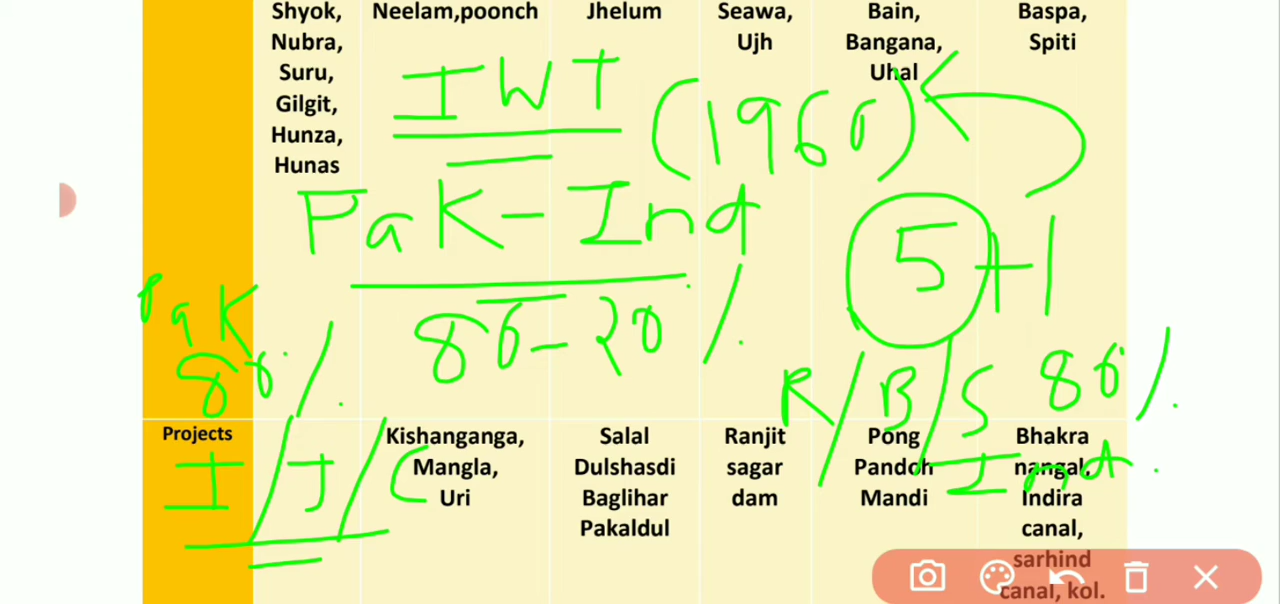 Shyok, Neelam,poonch Jhelum Seawa, Bain, Baspa,
Nubra, Ujh Bangana, Spiti
Suru, Uhal
Gilgit,
Hunza,
Hunas
IWT (1960)
Pak - Ind 5+1
Pak 80-20%
80% R/B/S 80%
Ind.
Projects Kishanganga, Salal Ranjit Pong Bhakra
Mangla, Dulshasdi sagar Pandoh nangal,
Uri Baglihar dam Mandi Indira
Pakaldul canal,
sarhind
canal, kol.
I/J/C